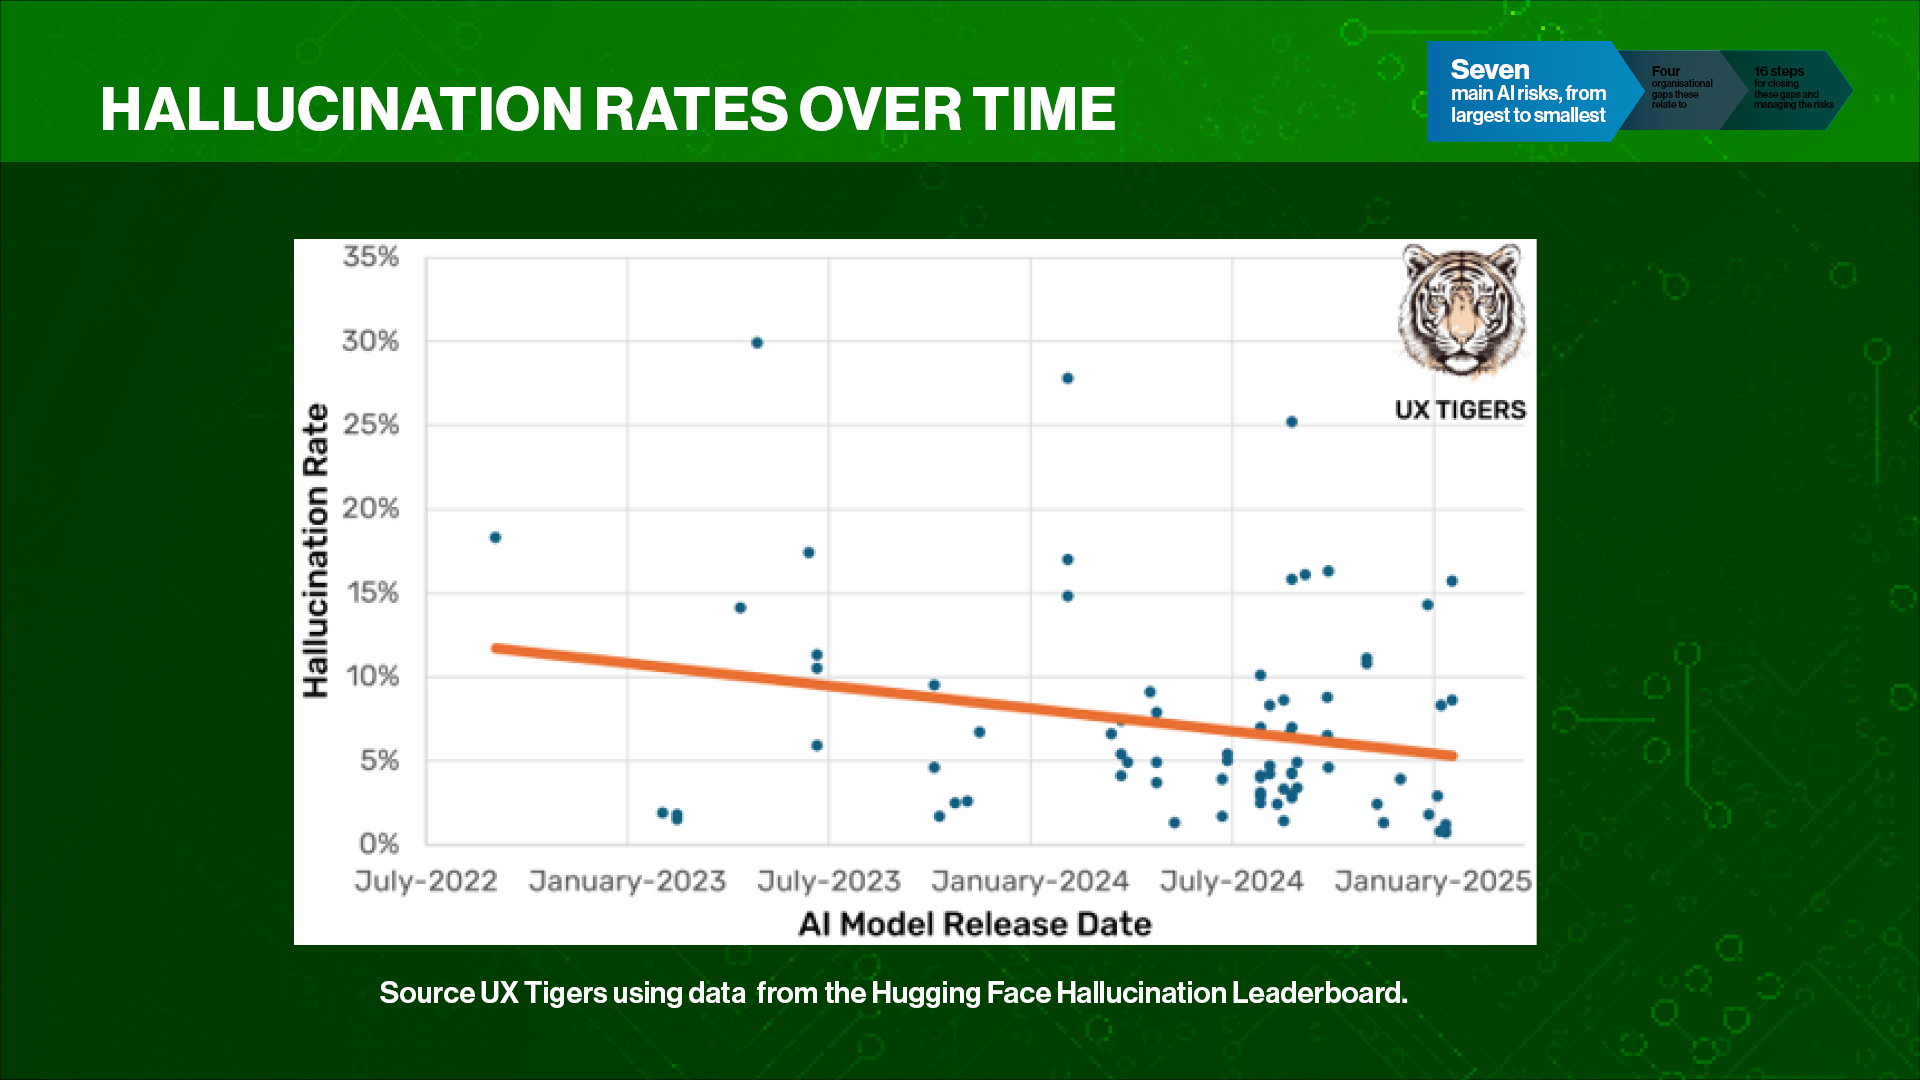 HALLUCINATION RATES OVER TIME
Seven
main AI risks, from
largest to smallest
Four
organisational
gaps these
relate to
16 steps
for closing
these gaps and
managing the risks
35%
30%
25%
20%
15%
10%
5%
0%
Hallucination Rate
UX TIGERS
July-2022
January-2023
July-2023
January-2024
July-2024
January-2025
AI Model Release Date
Source UX Tigers using data from the Hugging Face Hallucination Leaderboard.